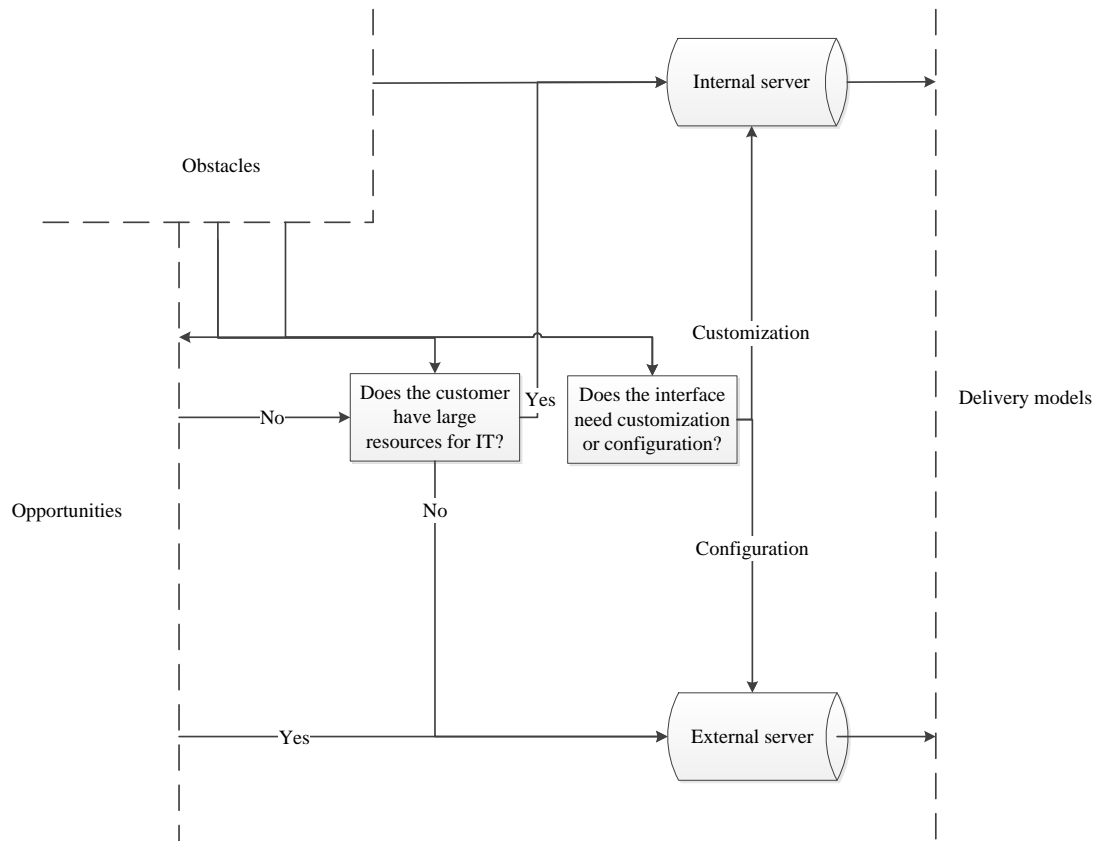 Internal server
Obstacles
Customization
Does the customer
have large
resources for IT?
Yes
Does the interface
need customization
or configuration?
Delivery models
No
Opportunities
No
Configuration
Yes
External server